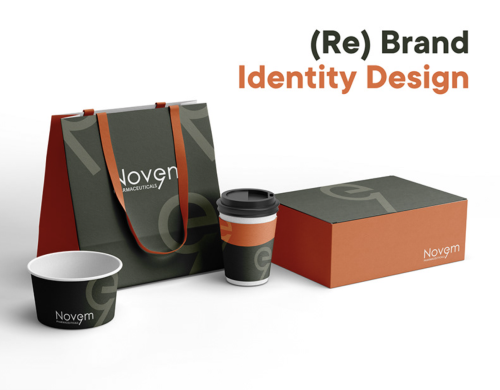 (Re) Brand
Identity Design
Novem
PHARMACEUTICALS
e
Novem
Novem